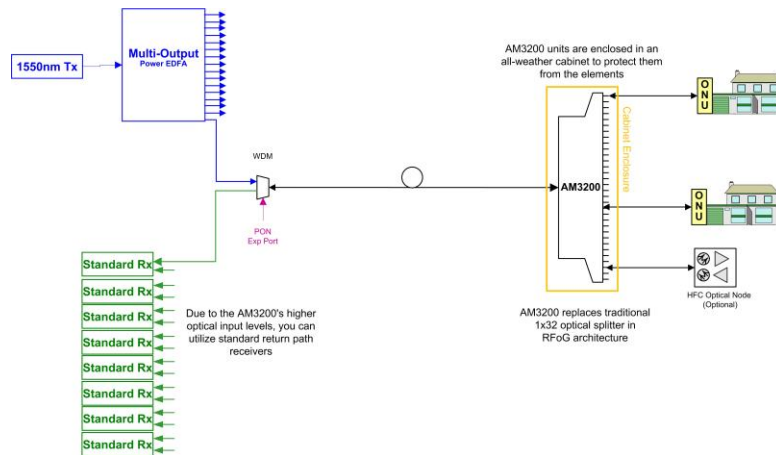 Multi-Output
Power EDFA
1550nm Tx
AM3200 units are enclosed in an
all-weather cabinet to protect them
from the elements
ONU
Cabinet Enclosure
WDM
AM3200
PON
Exp Port
ONU
Standard Rx
Standard Rx
Standard Rx
Standard Rx
Standard Rx
Standard Rx
Standard Rx
Standard Rx
Due to the AM3200's higher
optical input levels, you can
utilize standard return path
receivers
HFC Optical Node
(Optional)
AM3200 replaces traditional
1x32 optical splitter in
RFoG architecture